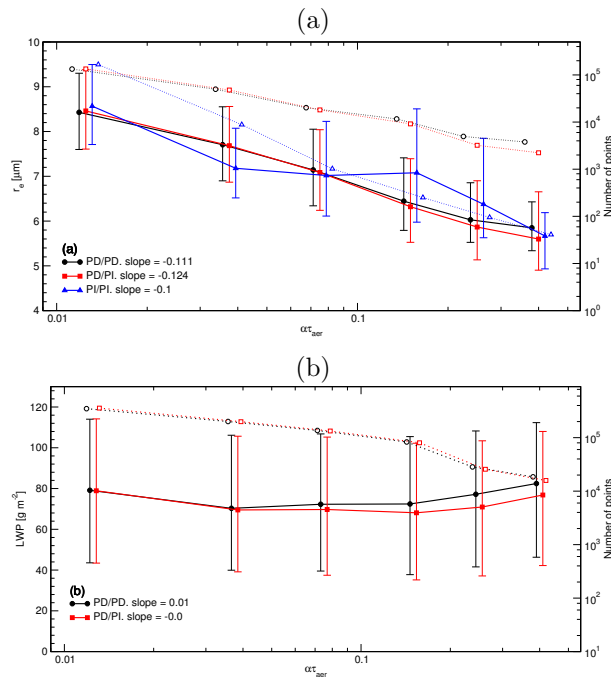 (a)
10
9
8
7
6
5
4
r_e [μm]
10^5
10^4
10^3
10^2
10^1
10^0
Number of points
(a)
PD/PD. slope = -0.111
PD/PI. slope = -0.124
PI/PI. slope = -0.1
0.01
0.1
ατ_aer
(b)
120
100
80
60
40
20
0
LWP [g m^-2]
10^5
10^4
10^3
10^2
10^1
Number of points
(b)
PD/PD. slope = 0.01
PD/PI. slope = -0.0
0.01
0.1
ατ_aer